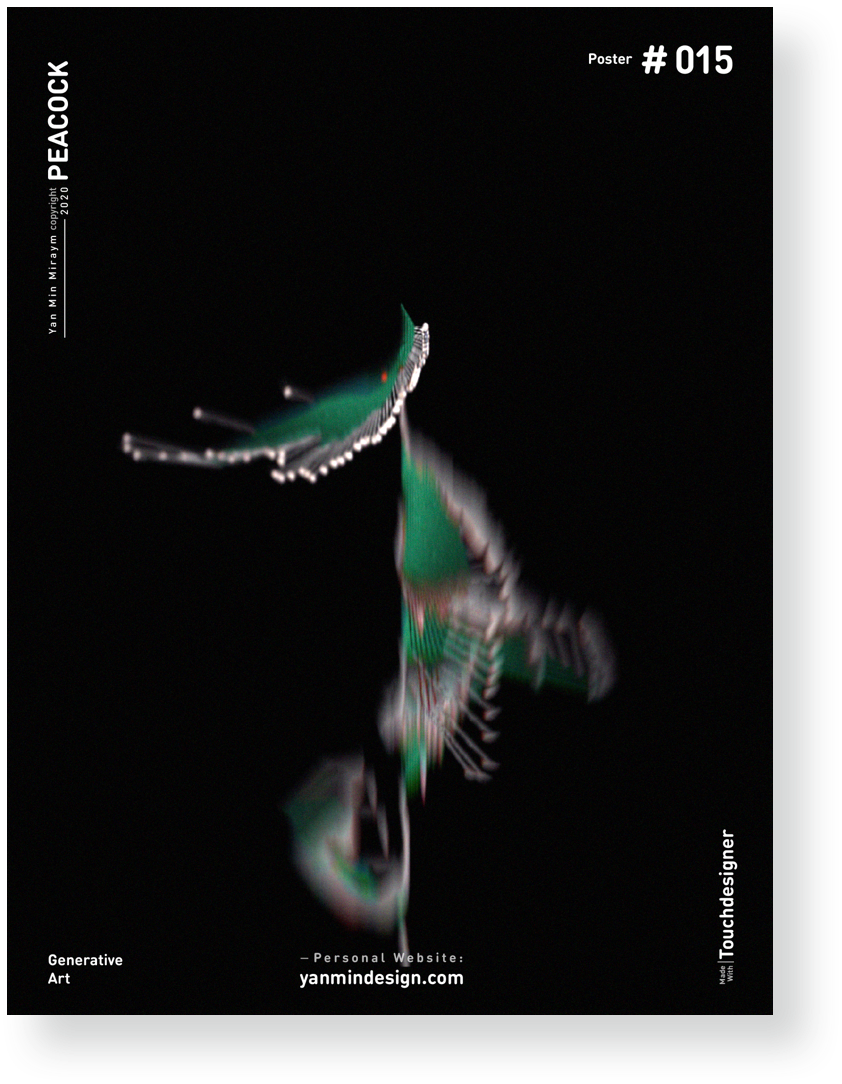 Poster # 015
PEACOCK
Yan Min Miraym copyright
2020
Made
With
Touchdesigner
Generative
Art
— Personal Website:
yanmindesign.com